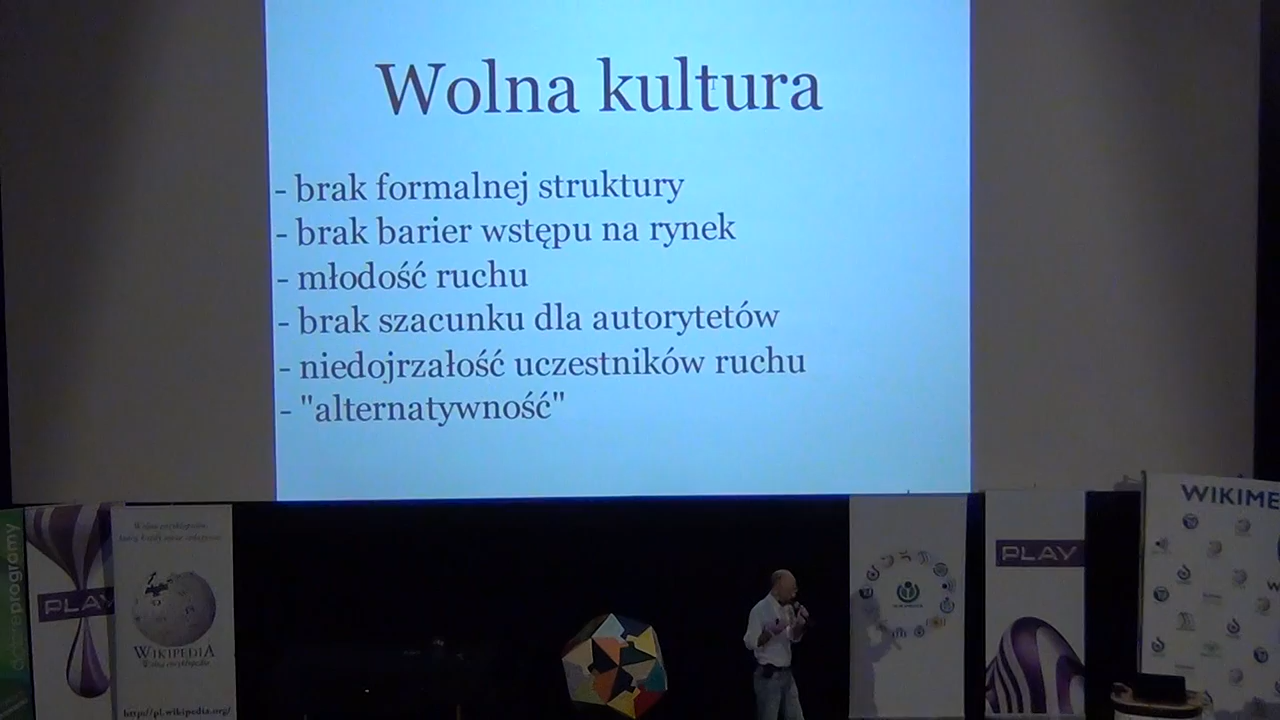 Wolna kultura
- brak formalnej struktury
- brak barier wstępu na rynek
- młodość ruchu
- brak szacunku dla autorytetów
- niedojrzałość uczestników ruchu
- "alternatywność"
dobreprogramy
PLAY
WIKIPEDIA
Wolna encyklopedia
http://pl.wikipedia.org/
PLAY
WIKIME